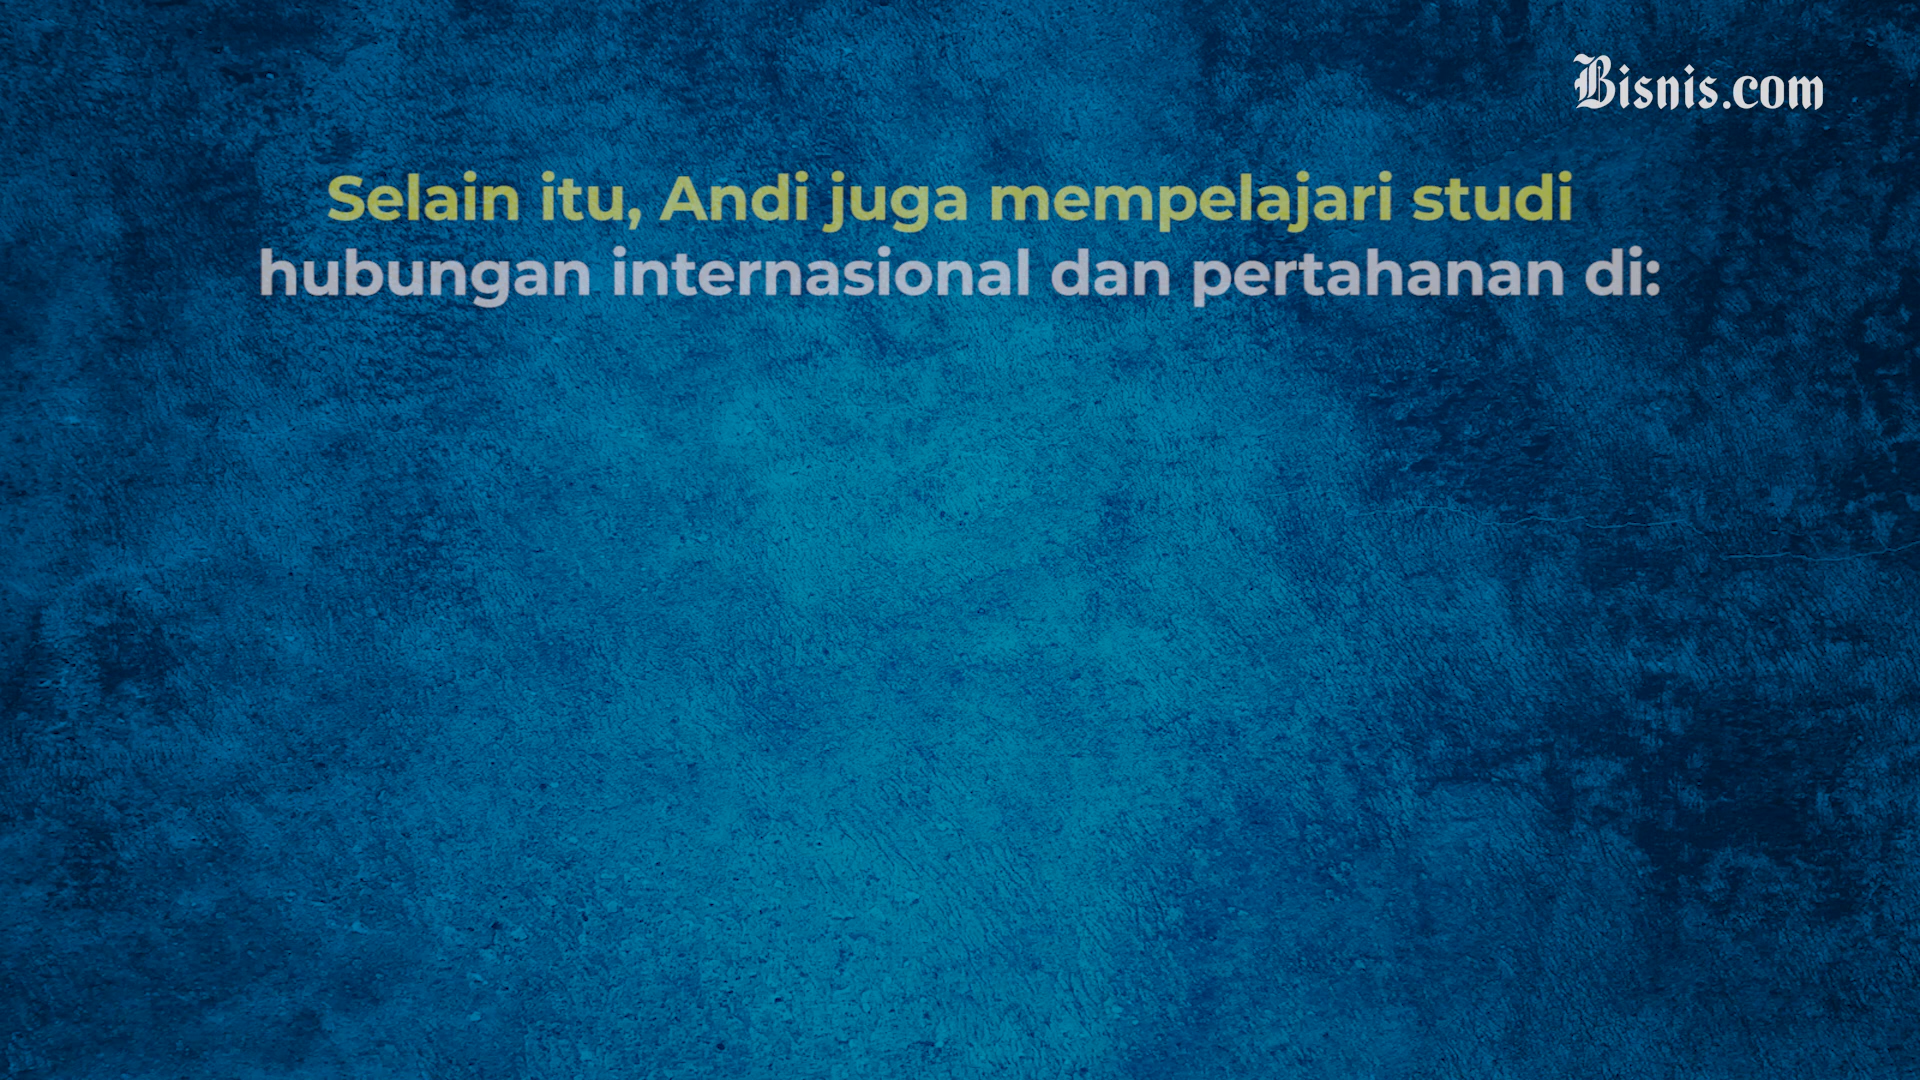 Bisnis.com
Selain itu, Andi juga mempelajari studi
hubungan internasional dan pertahanan di: